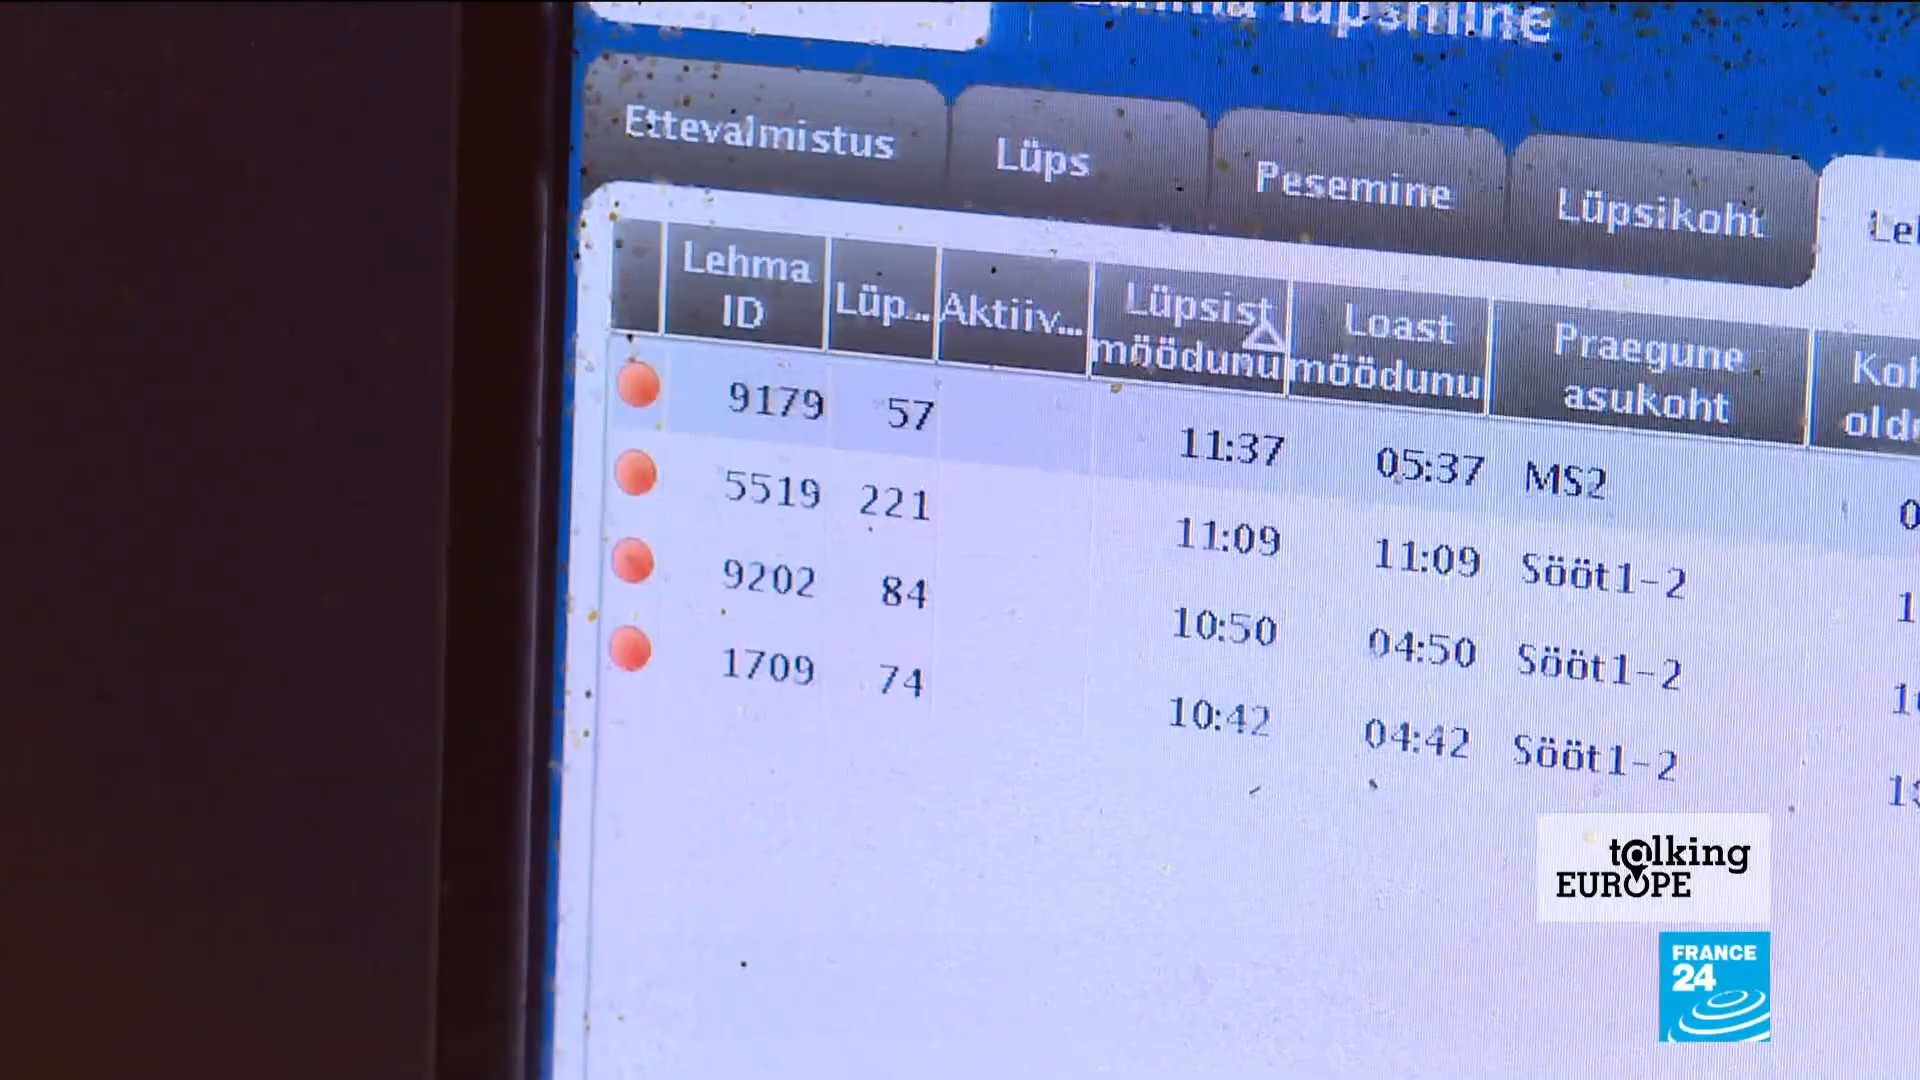 Ettevalmistus Lüps Pesemine Lüpsikoht
Lehma ID Lüp... Aktiiv... Lüpsist möödunu Loast möödunu Praegune asukoht
9179 57 11:37 05:37 MS2
5519 221 11:09 11:09 Sööt1-2
9202 84 10:50 04:50 Sööt1-2
1709 74 10:42 04:42 Sööt1-2
talking
EUROPE
FRANCE
24